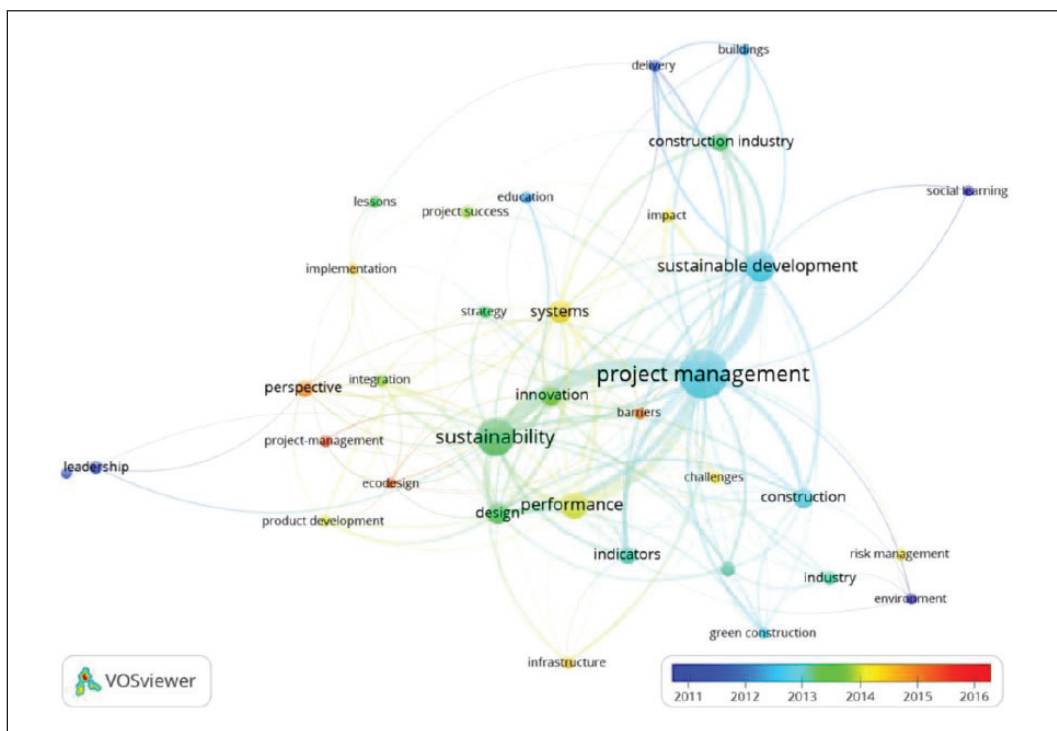 buildings
delivery
construction industry
social learning
lessons
education
project success
impact
implementation
sustainable development
strategy
systems
project management
integration
perspective
innovation
barriers
project-management
sustainability
leadership
ecodesign
challenges
construction
product development
design
performance
indicators
risk management
industry
environment
green construction
infrastructure
VOSviewer
2011 2012 2013 2014 2015 2016